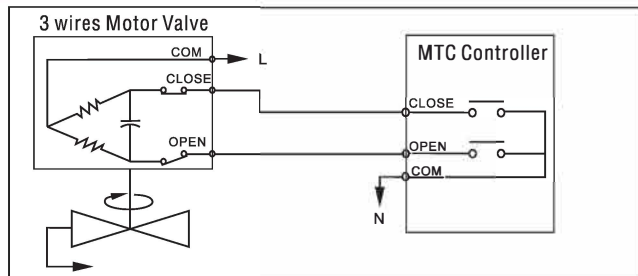 3 wires Motor Valve
COM
L
CLOSE
OPEN
MTC Controller
CLOSE
OPEN
COM
N